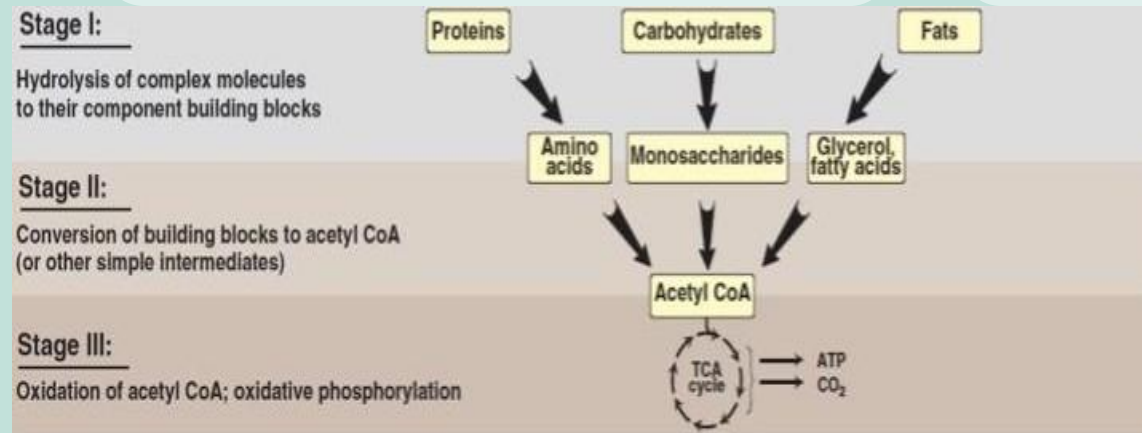 Stage I:
Proteins
Carbohydrates
Fats
Hydrolysis of complex molecules
to their component building blocks
Amino
acids
Monosaccharides
Glycerol,
fatty acids
Stage II:
Conversion of building blocks to acetyl CoA
(or other simple intermediates)
Acetyl CoA
Stage III:
Oxidation of acetyl CoA; oxidative phosphorylation
TCA
cycle
ATP
CO₂